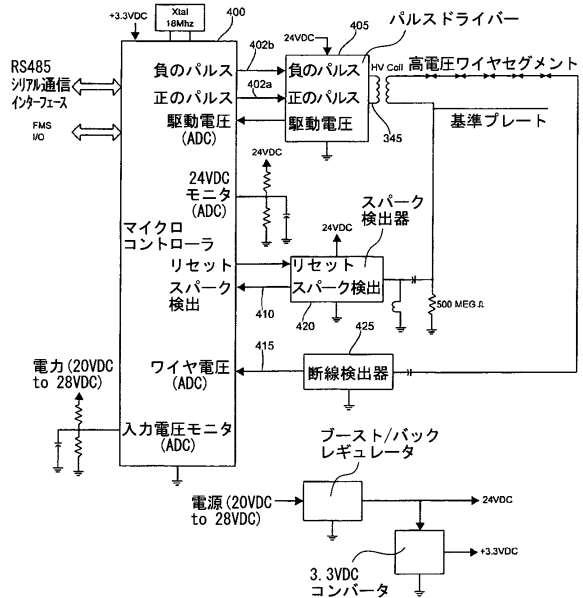 +3.3VDC
Xtal
18Mhz
400
RS485
シリアル通信
インターフェース
FMS
I/O
負のパルス
正のパルス
駆動電圧
(ADC)
24VDC
モニタ
(ADC)
マイクロ
コントローラ
リセット
スパーク
検出
ワイヤ電圧
(ADC)
入力電圧モニタ
(ADC)
電力(20VDC
to 28VDC)
402b
402a
24VDC
405
パルスドライバー
負のパルス
正のパルス
駆動電圧
HV Coil
345
高電圧ワイヤセグメント
基準プレート
24VDC
24VDC
スパーク
検出器
リセット
スパーク検出
410
420
500 MEGΩ
415
425
断線検出器
ブースト/バック
レギュレータ
電源(20VDC
to 28VDC)
24VDC
+3.3VDC
3.3VDC
コンバータ